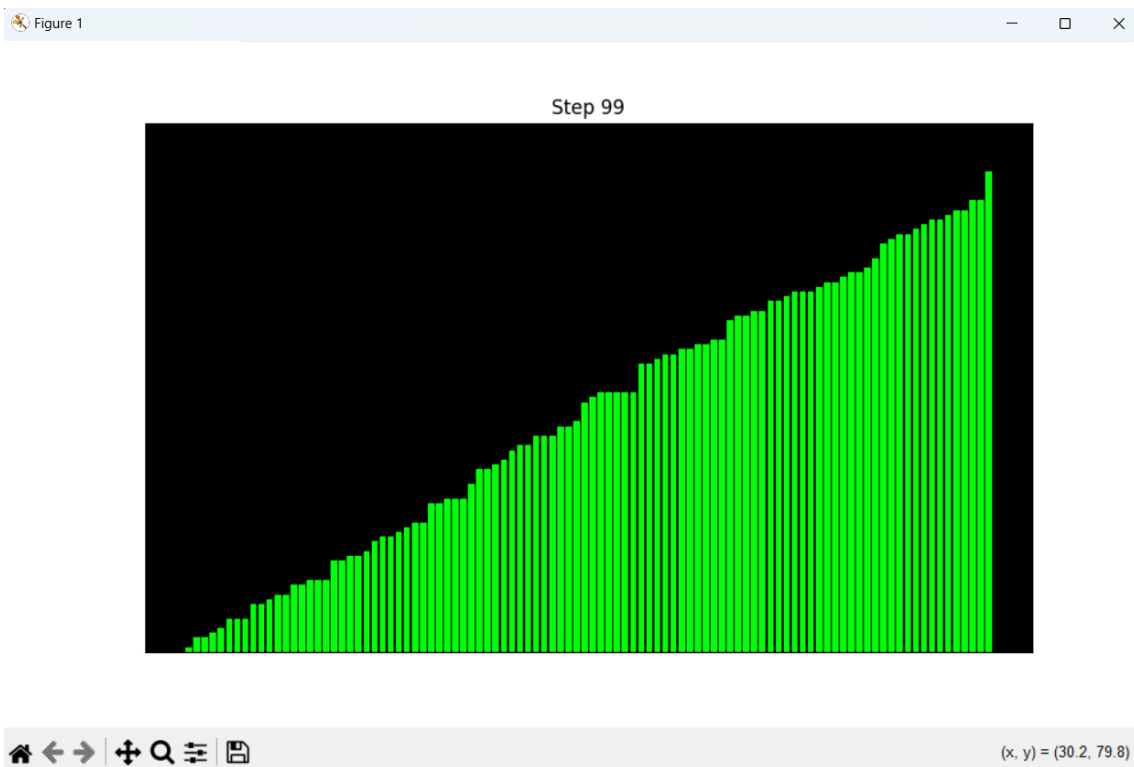 Figure 1
Step 99
(x, y) = (30.2, 79.8)